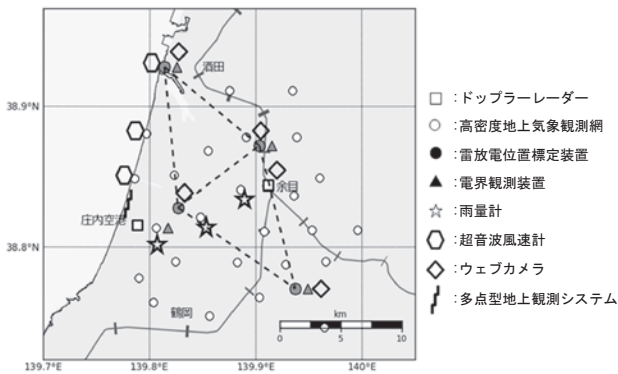 酒田
38.9°N
余目
庄内空港
38.8°N
鶴岡
km
0 5 10
139.7°E 139.8°E 139.9°E 140°E
:ドップラーレーダー
:高密度地上気象観測網
:雷放電位置標定装置
:電界観測装置
:雨量計
:超音波風速計
:ウェブカメラ
:多点型地上観測システム